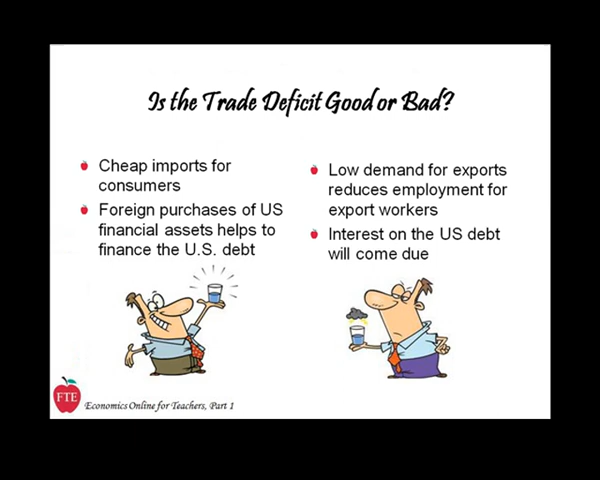 Is the Trade Deficit Good or Bad?
Cheap imports for
consumers
Foreign purchases of US
financial assets helps to
finance the U.S. debt
Low demand for exports
reduces employment for
export workers
Interest on the US debt
will come due
FTE
Economics Online for Teachers, Part 1